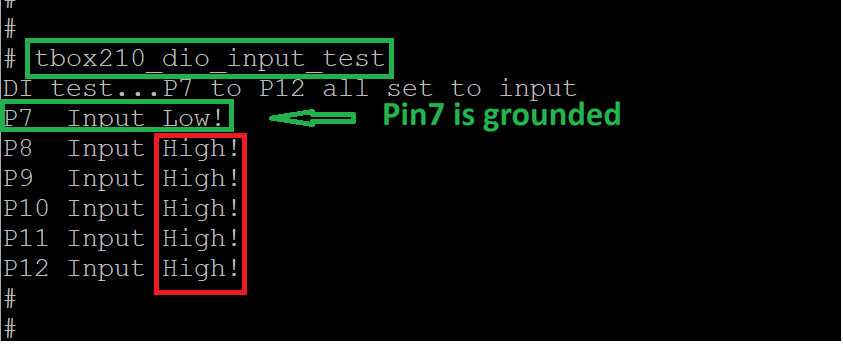 #
#
# tbox210_dio_input_test
DI test...P7 to P12 all set to input
P7  Input Low! Pin7 is grounded
P8  Input High!
P9  Input High!
P10 Input High!
P11 Input High!
P12 Input High!
#
#